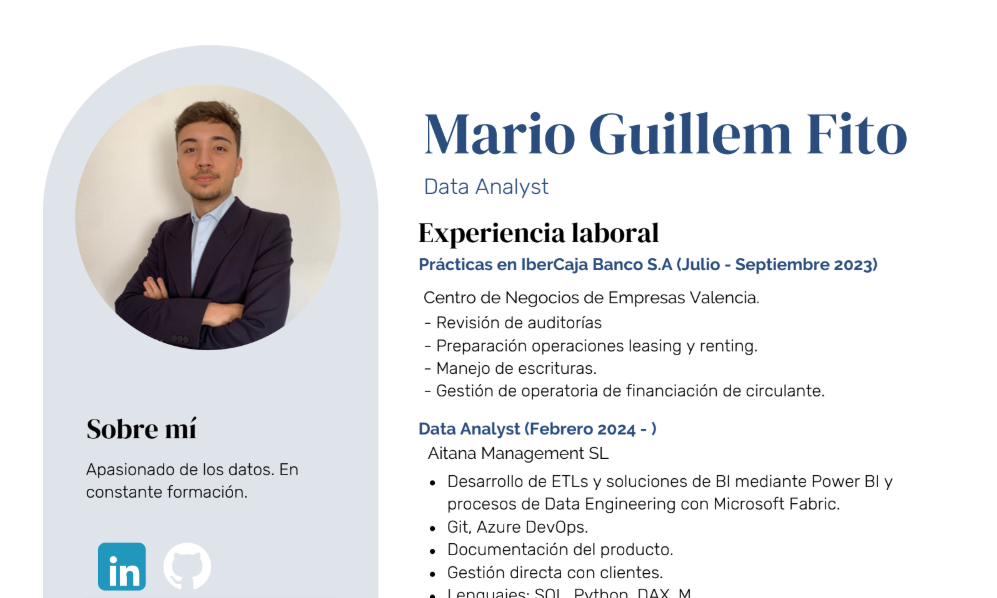 Mario Guillem Fito
Data Analyst
Experiencia laboral
Prácticas en IberCaja Banco S.A (Julio - Septiembre 2023)
Centro de Negocios de Empresas Valencia.
- Revisión de auditorías
- Preparación operaciones leasing y renting.
- Manejo de escrituras.
- Gestión de operatoria de financiación de circulante.
Data Analyst (Febrero 2024 - )
Aitana Management SL
• Desarrollo de ETLs y soluciones de BI mediante Power BI y
procesos de Data Engineering con Microsoft Fabric.
• Git, Azure DevOps.
• Documentación del producto.
• Gestión directa con clientes.
• Lenguajes: SQL, Python, DAX, M
Sobre mí
Apasionado de los datos. En
constante formación.
in